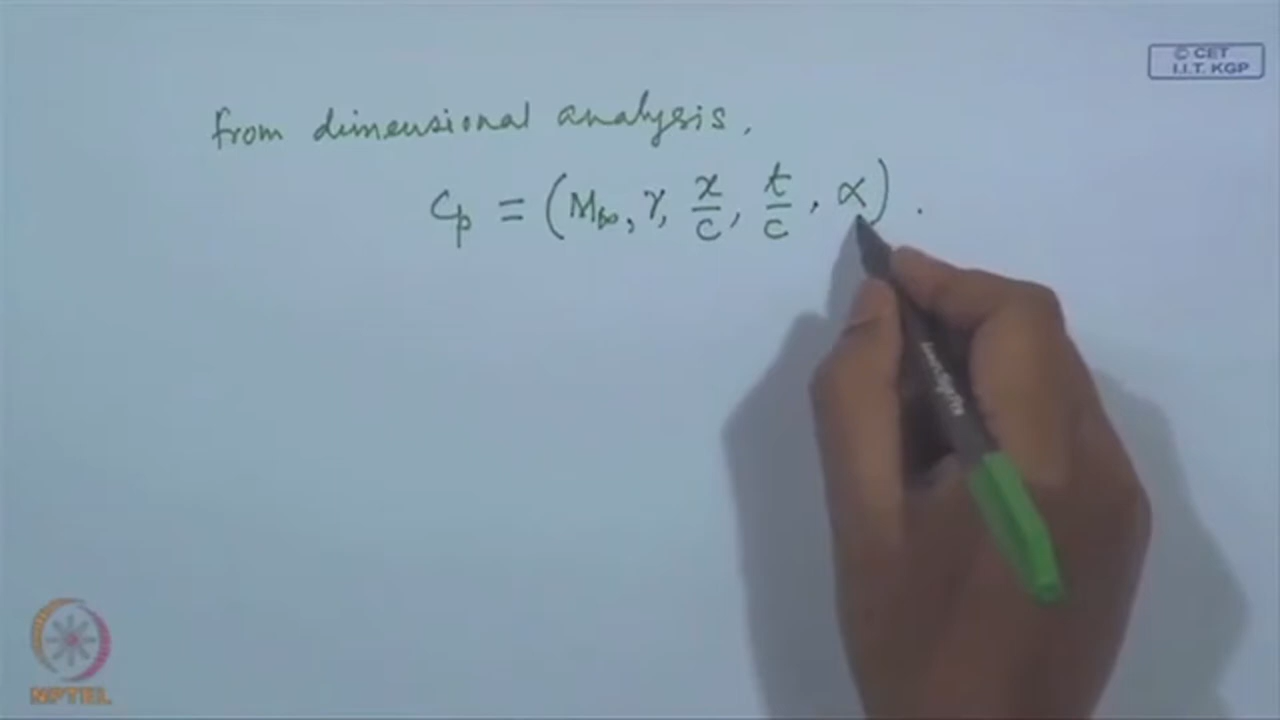 © CET
I.I.T. KGP
from dimensional analysis,
Cp = (M∞, γ, x/c, t/c, α).
NPTEL